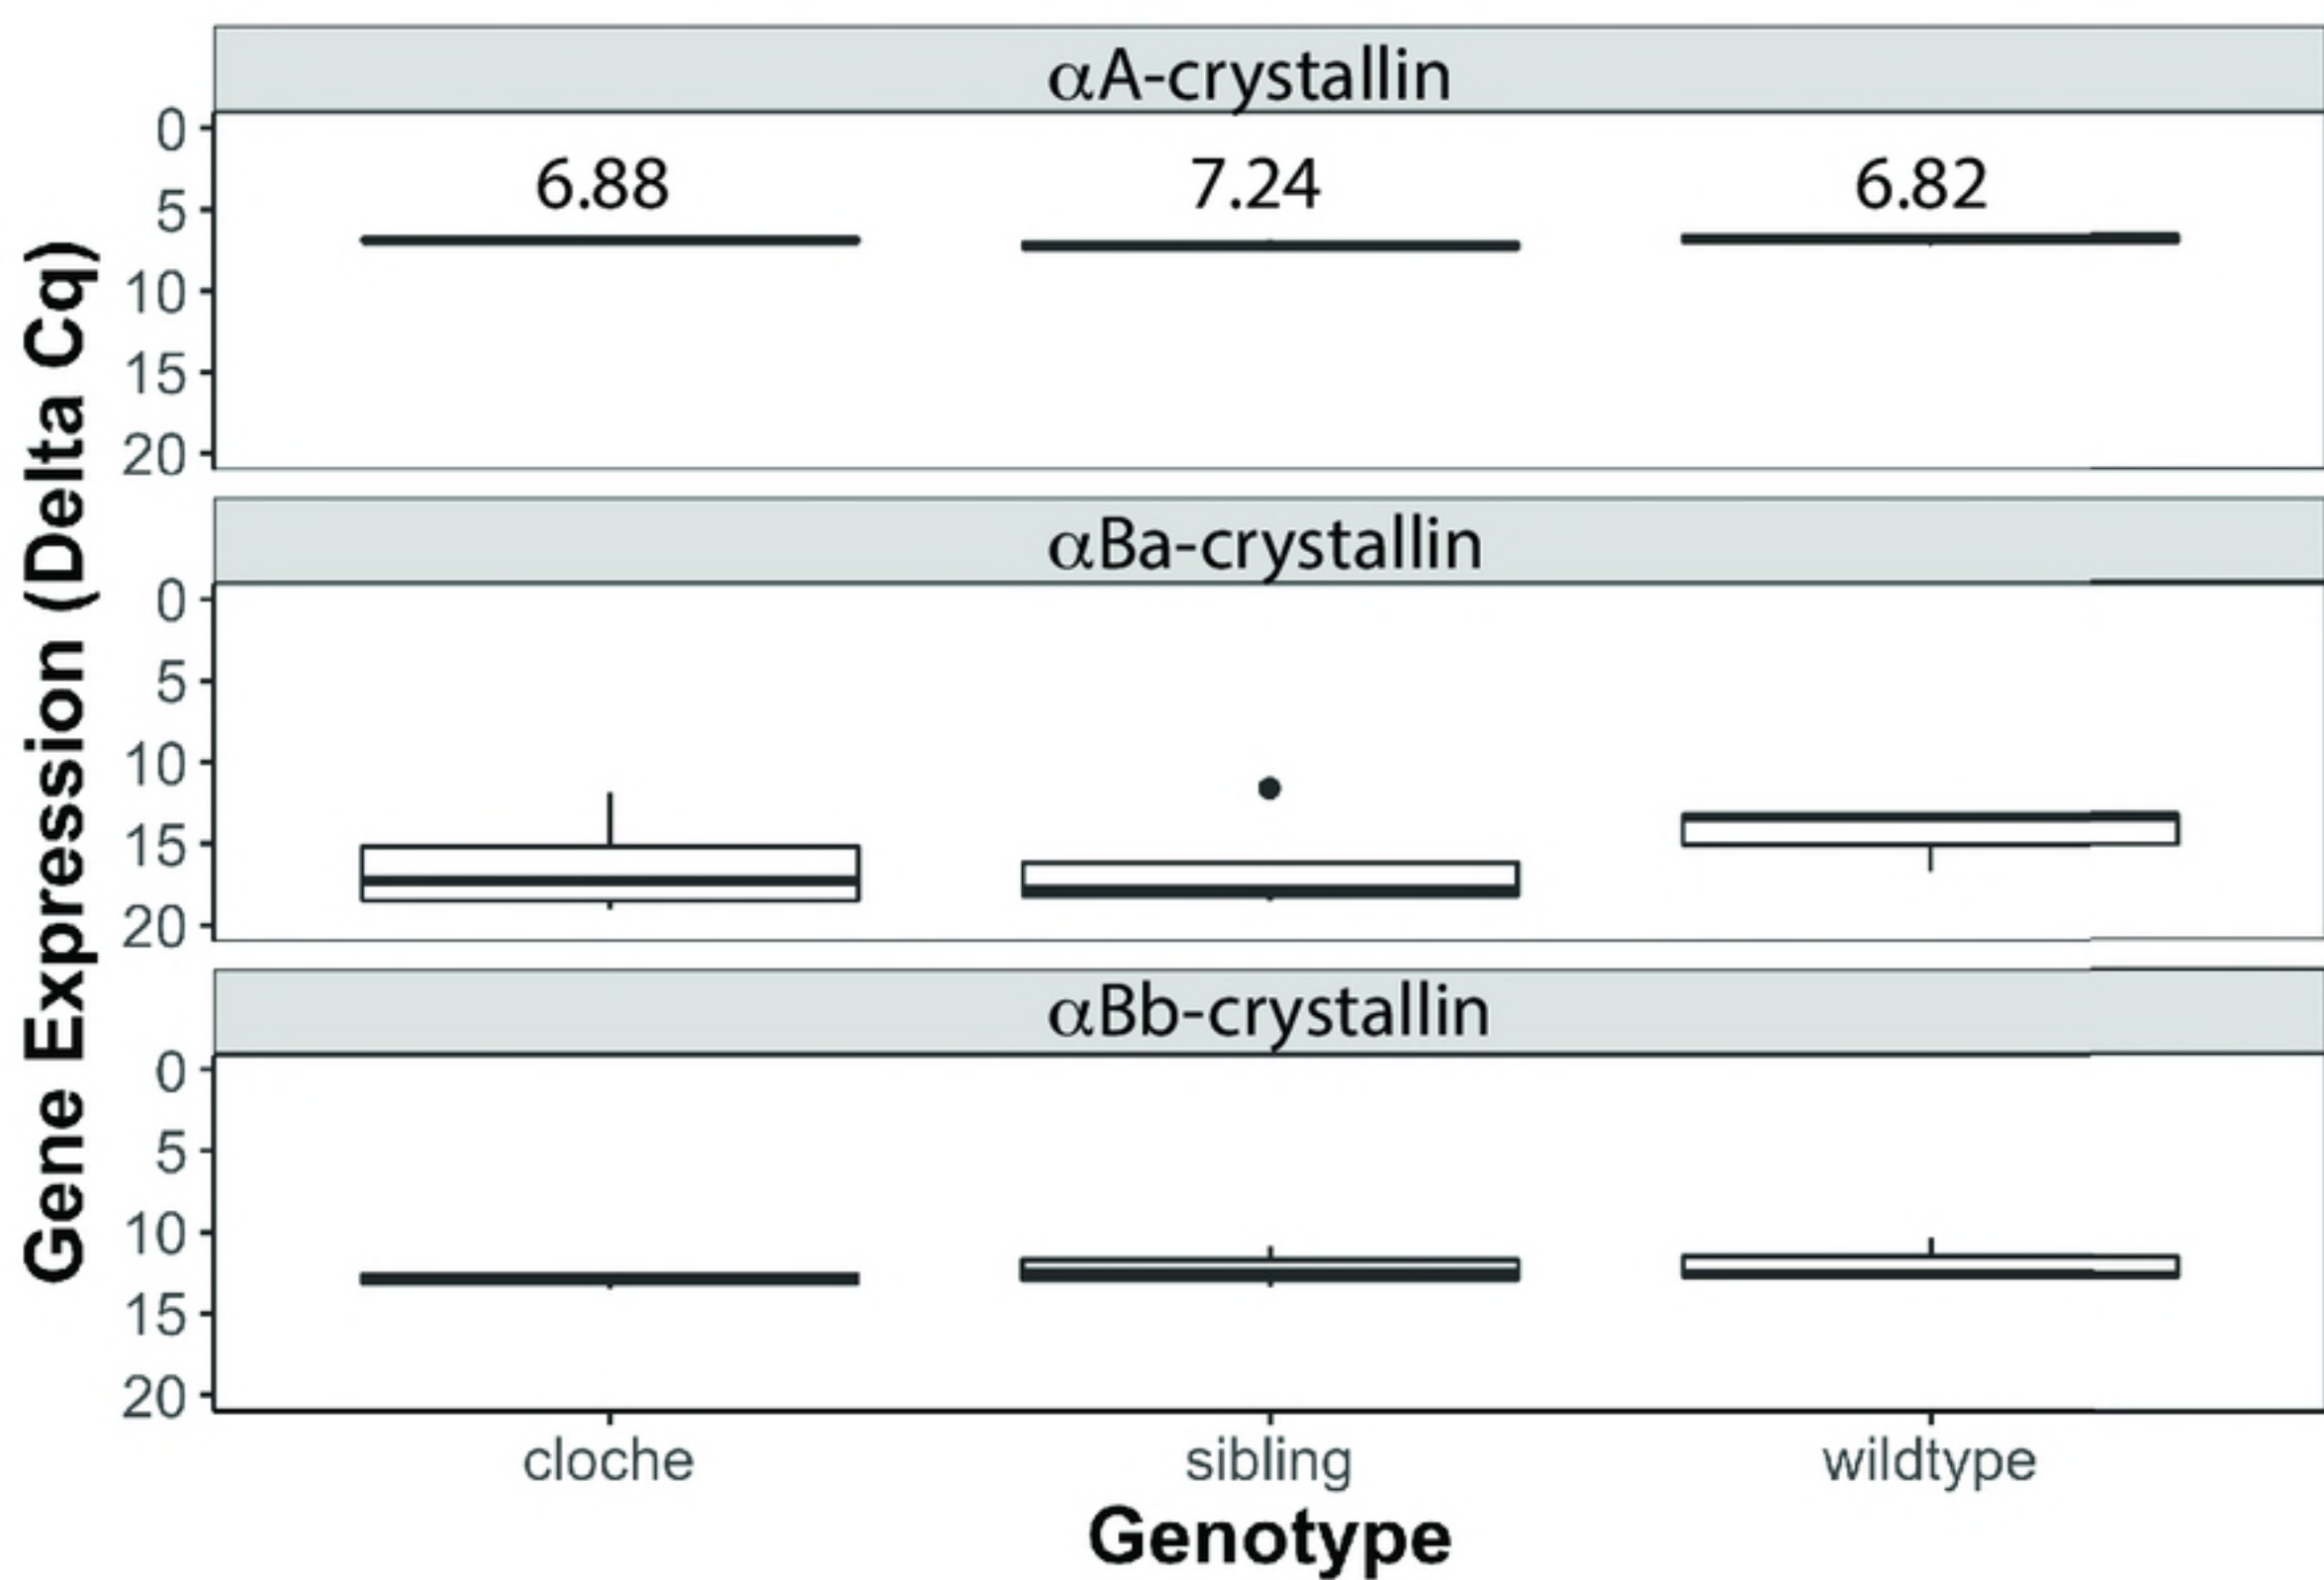 Gene Expression (Delta Cq)
αA-crystallin
0
6.88 7.24 6.82
5
10
15
20
αBa-crystallin
0
5
10
15
20
αBb-crystallin
0
5
10
15
20
cloche sibling wildtype
Genotype